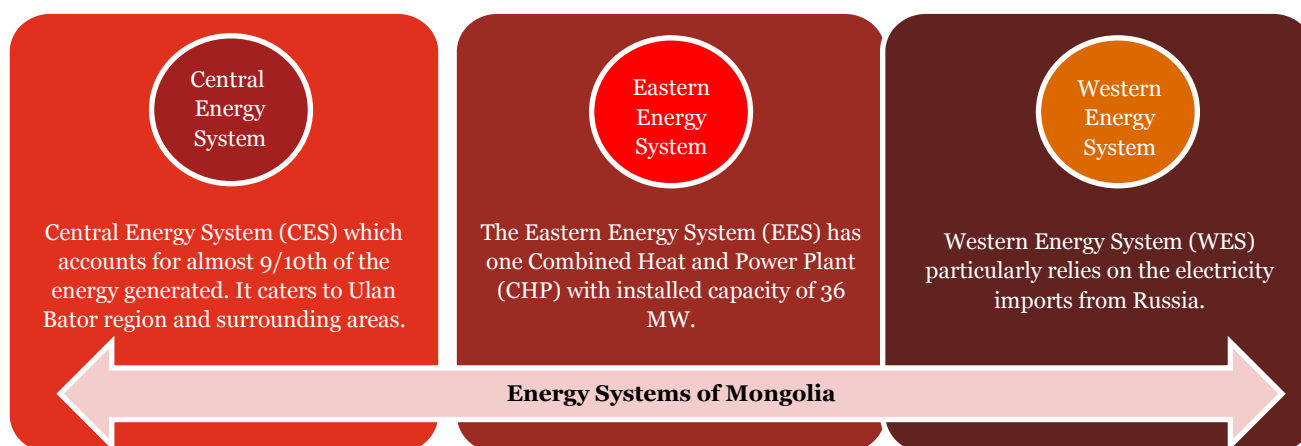 Central
Energy
System
Central Energy System (CES) which
accounts for almost 9/10th of the
energy generated. It caters to Ulan
Bator region and surrounding areas.
Eastern
Energy
System
The Eastern Energy System (EES) has
one Combined Heat and Power Plant
(CHP) with installed capacity of 36
MW.
Western
Energy
System
Western Energy System (WES)
particularly relies on the electricity
imports from Russia.
Energy Systems of Mongolia